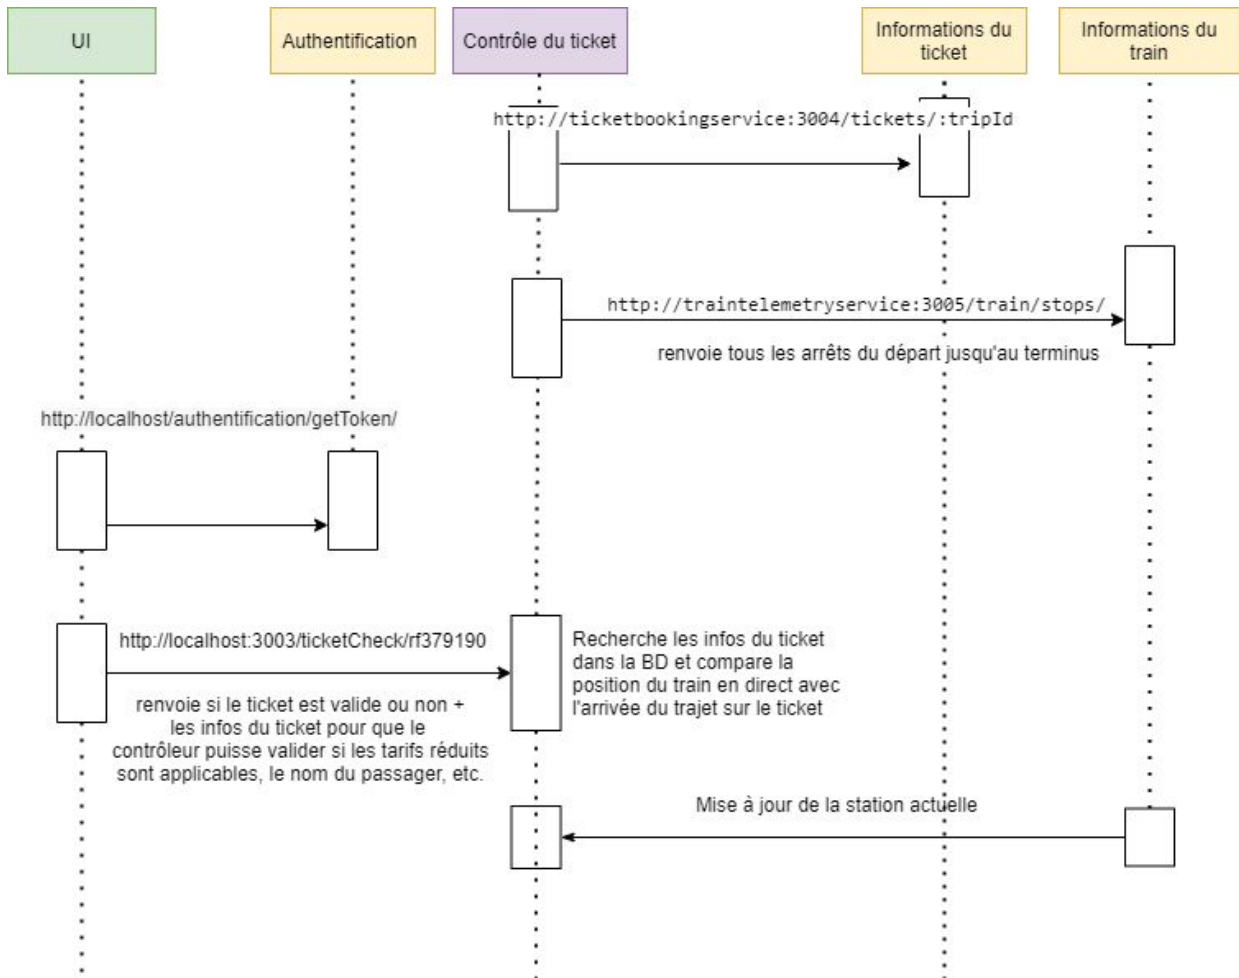 UI
Authentification
Contrôle du ticket
Informations du
ticket
Informations du
train
http://ticketbookingservice:3004/tickets/:tripId
http://traintelemetryservice:3005/train/stops/
renvoie tous les arrêts du départ jusqu'au terminus
http://localhost/authentification/getToken/
http://localhost:3003/ticketCheck/rf379190
renvoie si le ticket est valide ou non +
les infos du ticket pour que le
contrôleur puisse valider si les tarifs réduits
sont applicables, le nom du passager, etc.
Recherche les infos du ticket
dans la BD et compare la
position du train en direct avec
l'arrivée du trajet sur le ticket
Mise à jour de la station actuelle